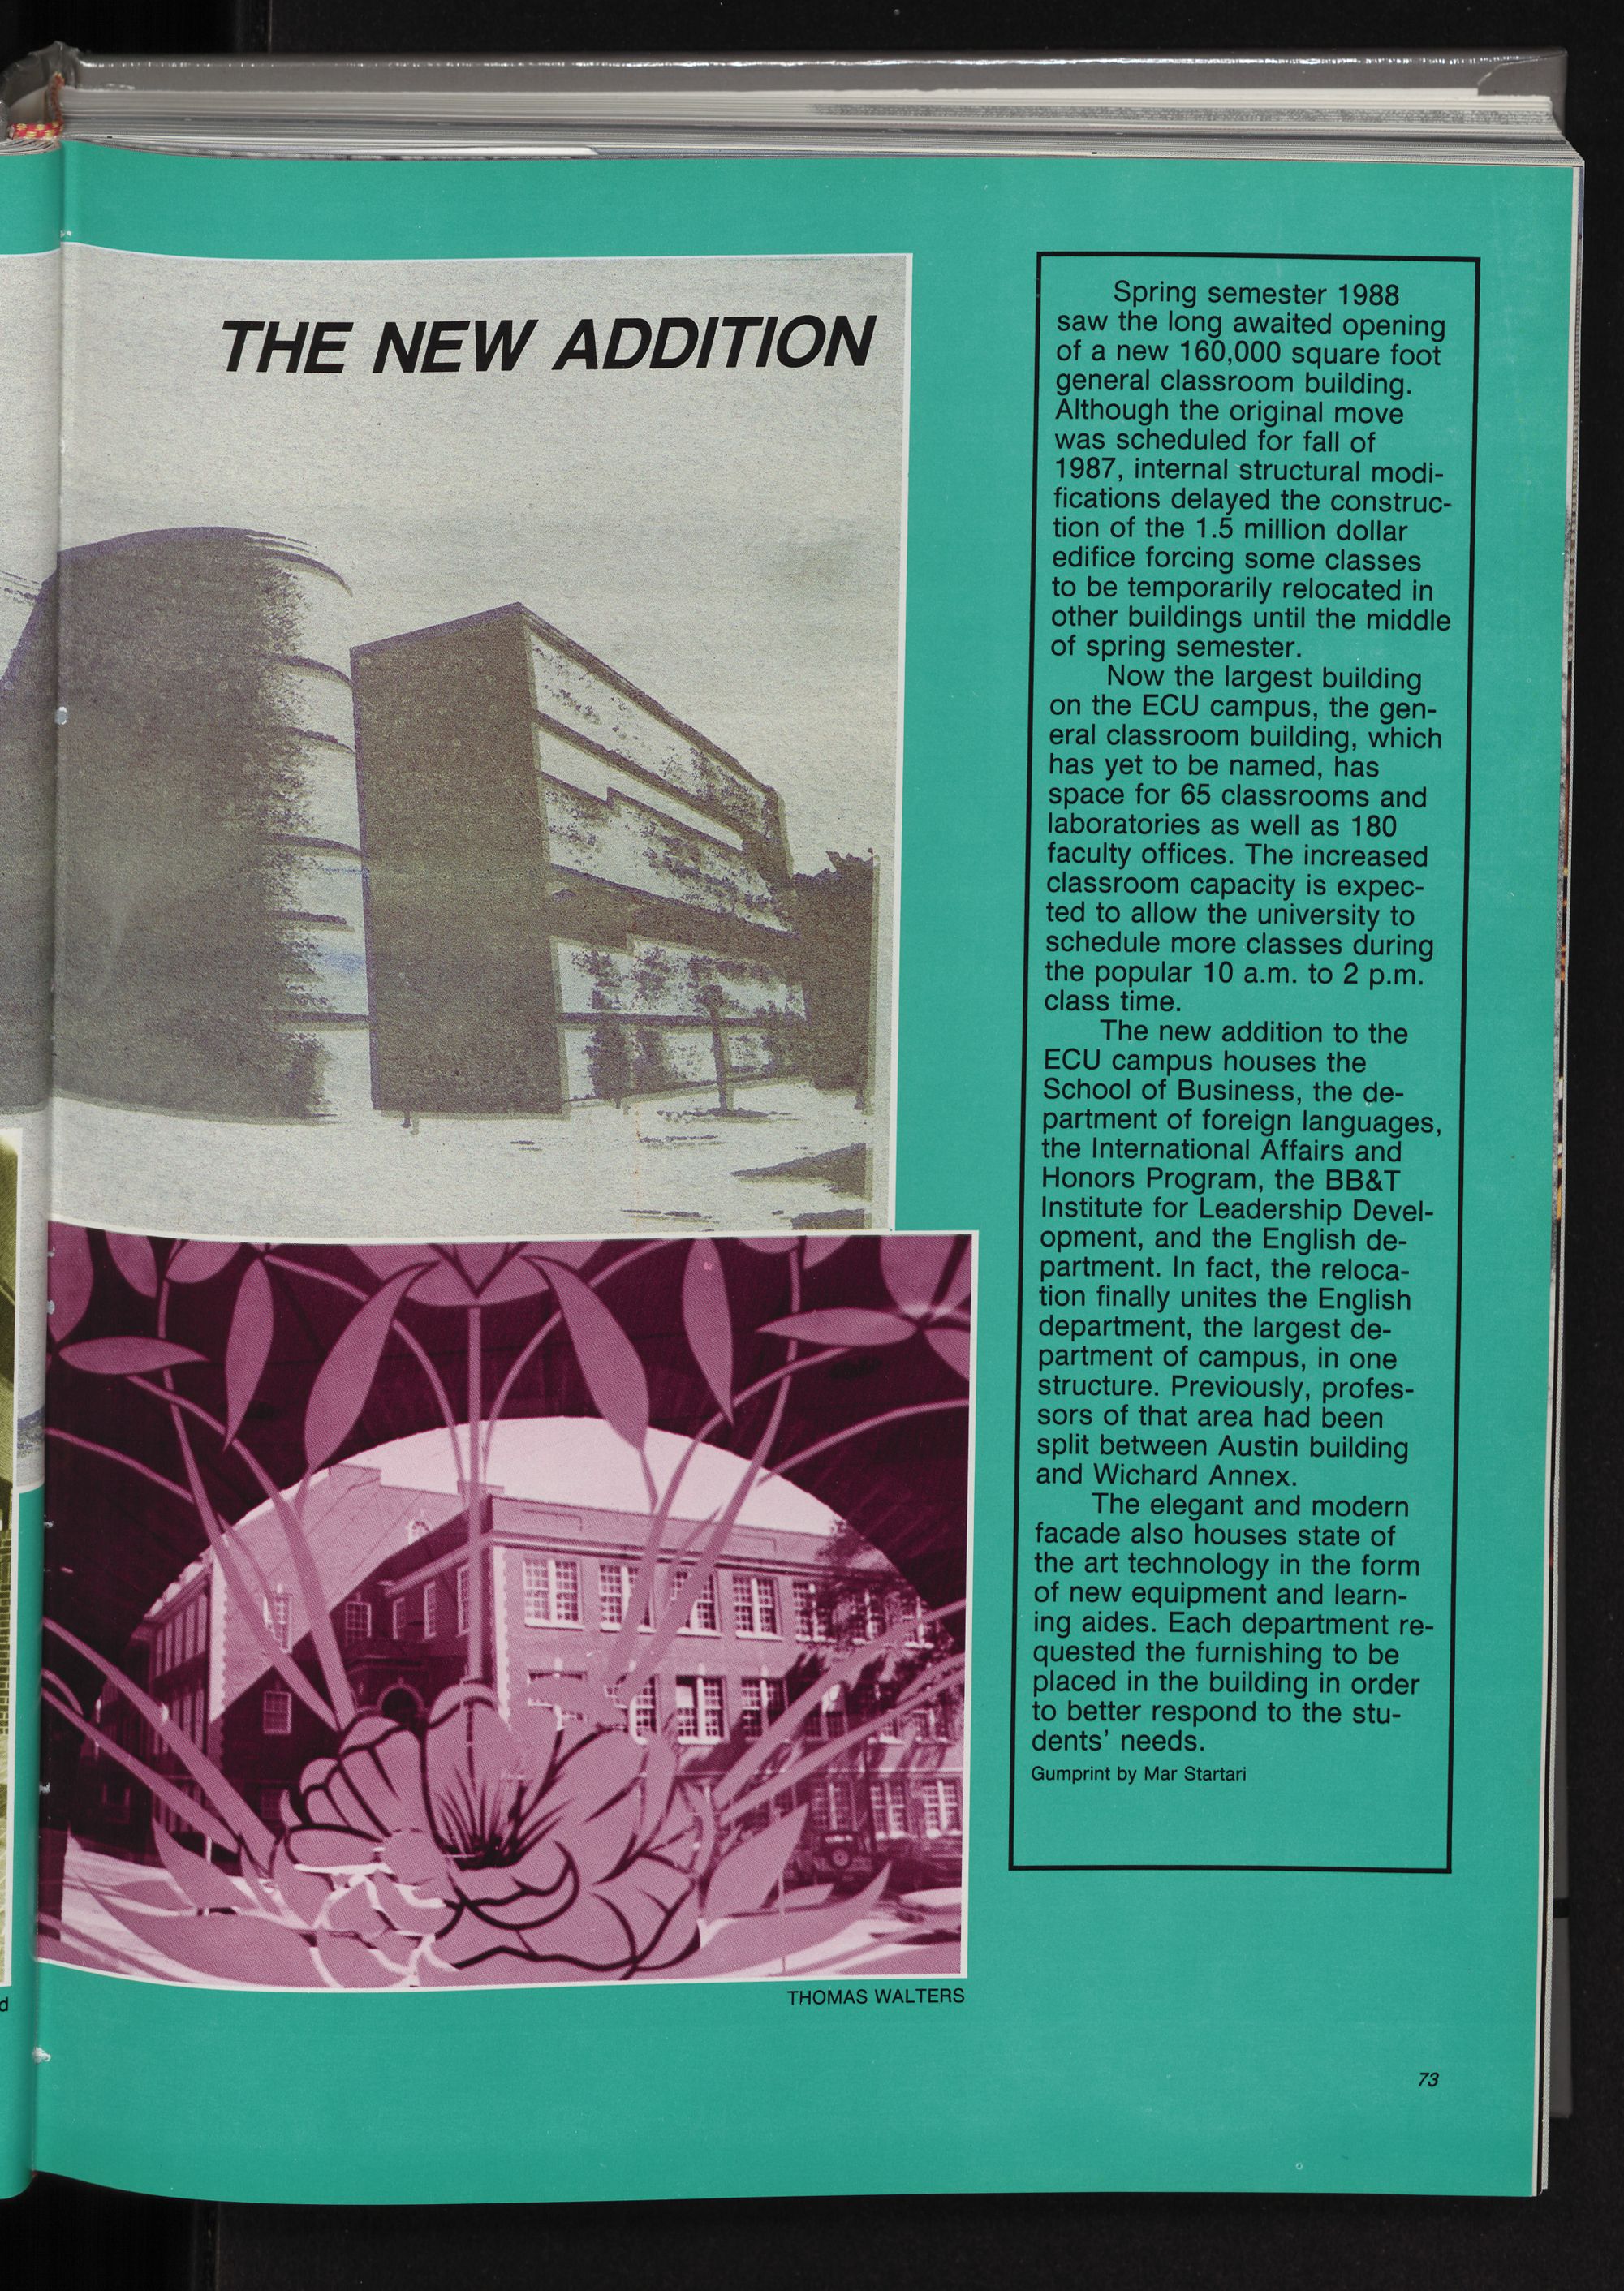 THE NEW ADDITION
Spring semester 1988
saw the long awaited opening
of a new 160,000 square foot
general classroom building.
Although the original move
was scheduled for fall of
1987, internal structural modi-
fications delayed the construc-
tion of the 1.5 million dollar
edifice forcing some classes
to be temporarily relocated in
other buildings until the middle
of spring semester.
Now the largest building
on the ECU campus, the gen-
eral classroom building, which
has yet to be named, has
space for 65 classrooms and
laboratories as well as 180
faculty offices. The increased
classroom capacity is expec-
ted to allow the university to
schedule more classes during
the popular 10 a.m. to 2 p.m.
class time.
The new addition to the
ECU campus houses the
School of Business, the de-
partment of foreign languages,
the International Affairs and
Honors Program, the BB&T
Institute for Leadership Devel-
opment, and the English de-
partment. In fact, the reloca-
tion finally unites the English
department, the largest de-
partment of campus, in one
structure. Previously, profes-
sors of that area had been
split between Austin building
and Wichard Annex.
The elegant and modern
facade also houses state of
the art technology in the form
of new equipment and learn-
ing aides. Each department re-
quested the furnishing to be
placed in the building in order
to better respond to the stu-
dents' needs.
Gumprint by Mar Startari
THOMAS WALTERS
73